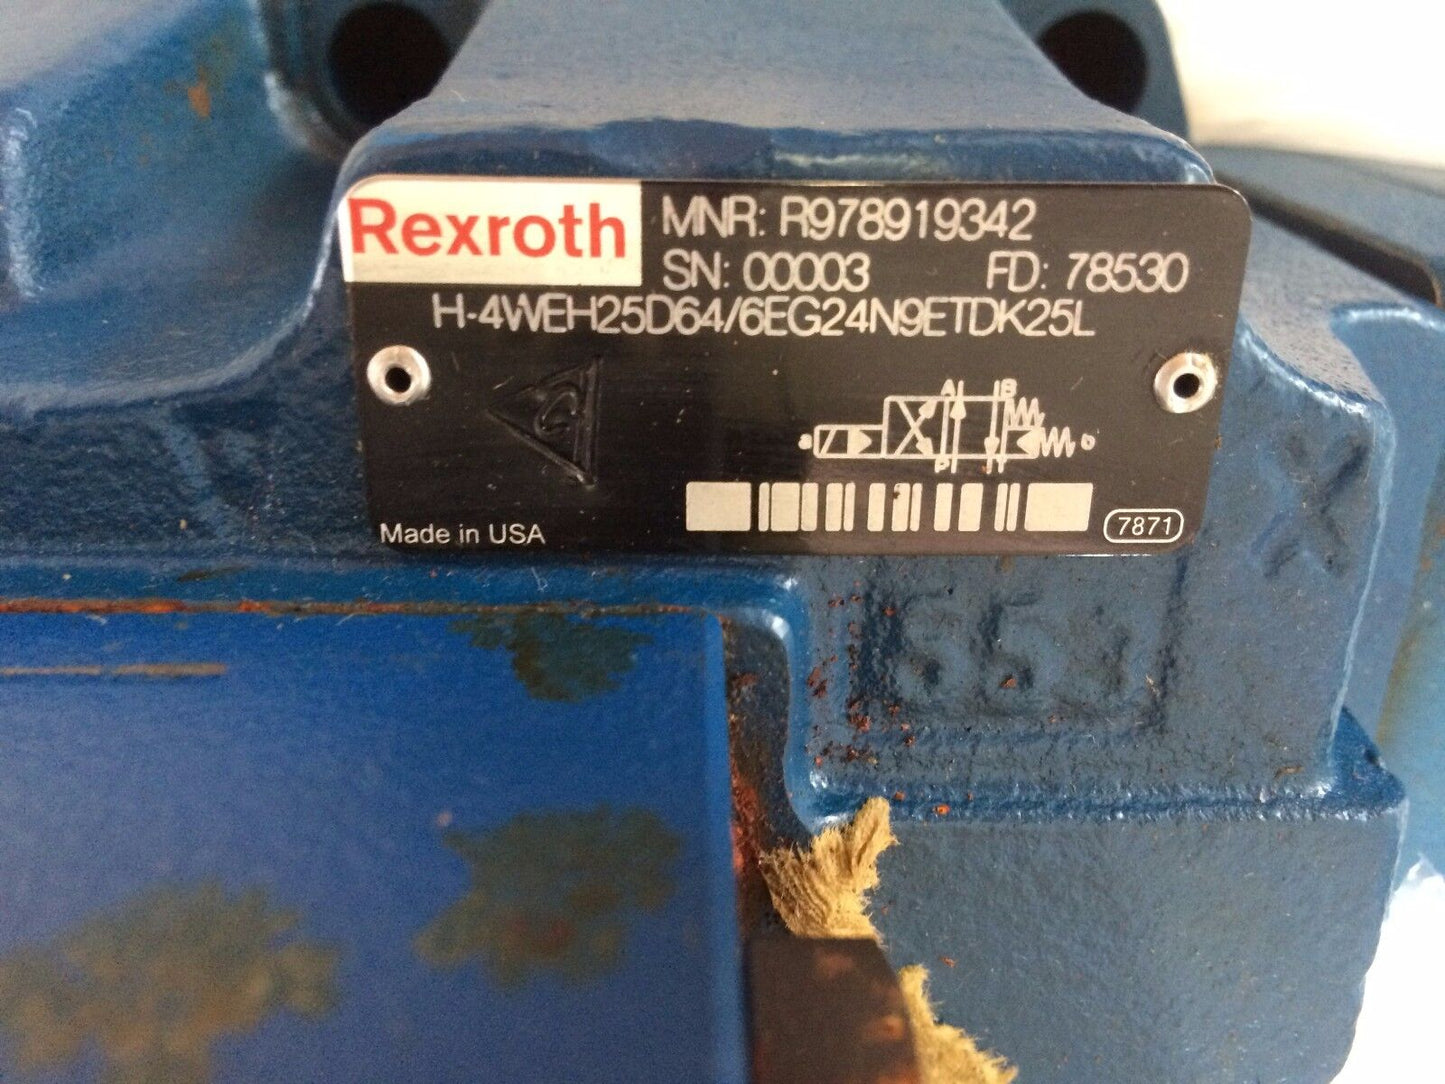 Rexroth
MNR: R978919342
SN: 00003 FD: 78530
H-4WEH25D64/6EG24N9ETDK25L
A B
a b
P T
Made in USA
7871
X